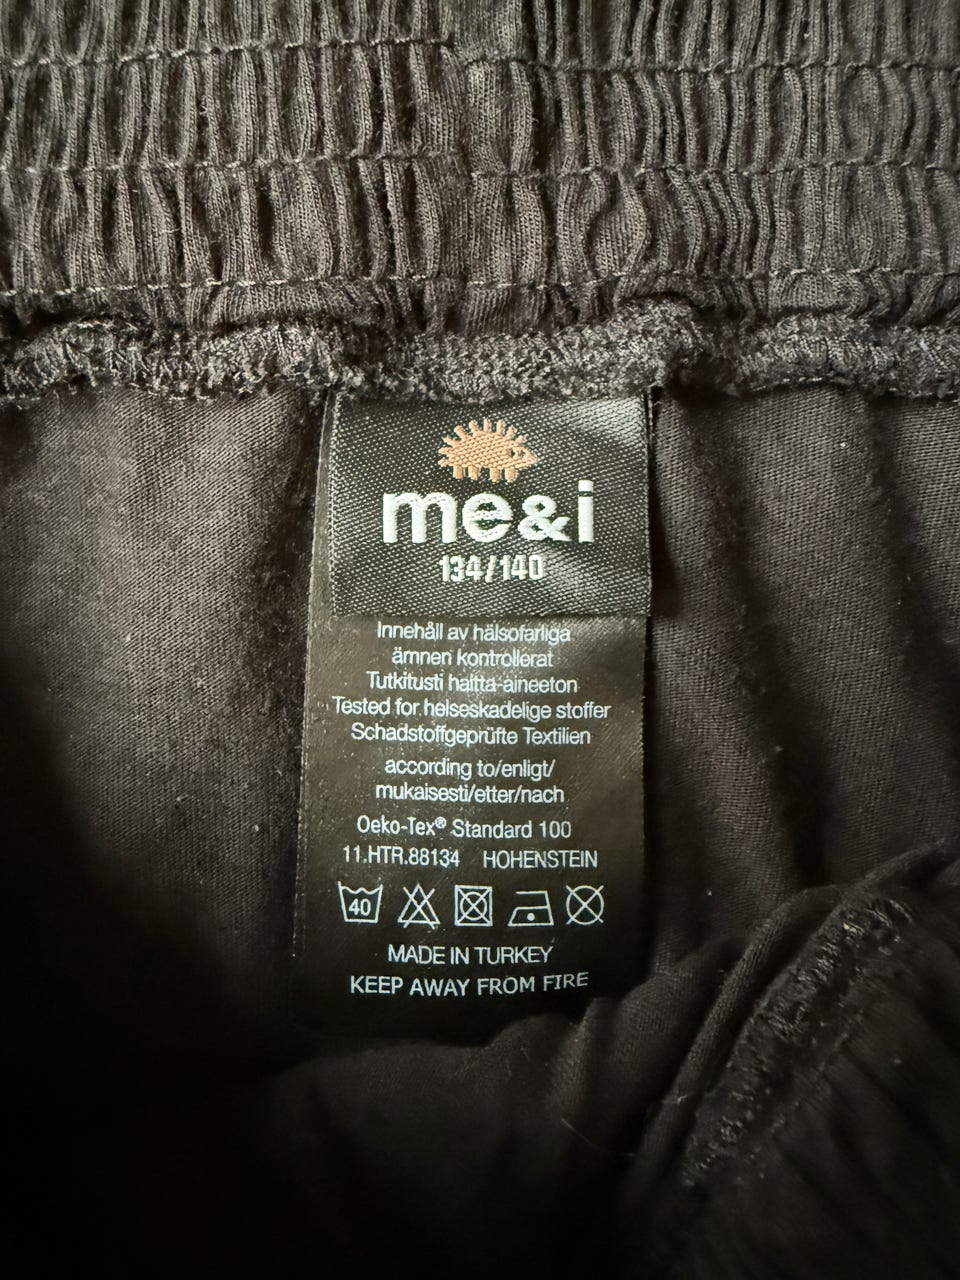 me&i
134/140
Innehåll av hälsofarliga
ämnen kontrollerat
Tutkitusti haitta-aineeton
Tested for helseskadelige stoffer
Schadstoffgeprüfte Textilien
according to/enligt/
mukaisesti/etter/nach
Oeko-Tex® Standard 100
11.HTR.88134 HOHENSTEIN
40
MADE IN TURKEY
KEEP AWAY FROM FIRE